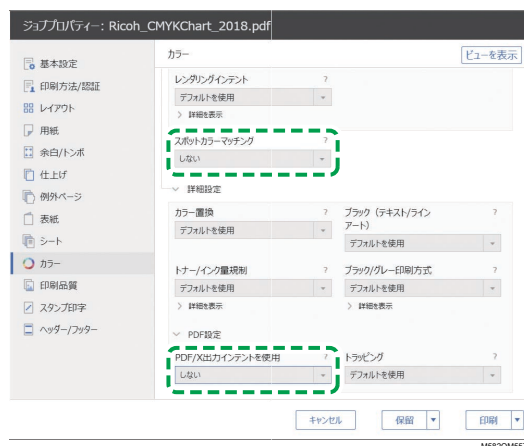 ジョブプロパティー: Ricoh_CMYKChart_2018.pdf
基本設定
印刷方法/認証
レイアウト
用紙
余白/トンボ
仕上げ
例外ページ
表紙
シート
カラー
印刷品質
スタンプ印字
ヘッダー/フッター
カラー
ビューを表示
レンダリングインテント ?
デフォルトを使用
詳細を表示
スポットカラーマッチング ?
しない
詳細設定
カラー置換 ?
デフォルトを使用
ブラック（テキスト/ラインアート） ?
デフォルトを使用
トナー/インク量規制 ?
デフォルトを使用
詳細を表示
ブラック/グレー印刷方式 ?
デフォルトを使用
詳細を表示
PDF設定
PDF/X出力インテントを使用 ?
しない
トラッピング ?
デフォルトを使用
キャンセル
保留
印刷